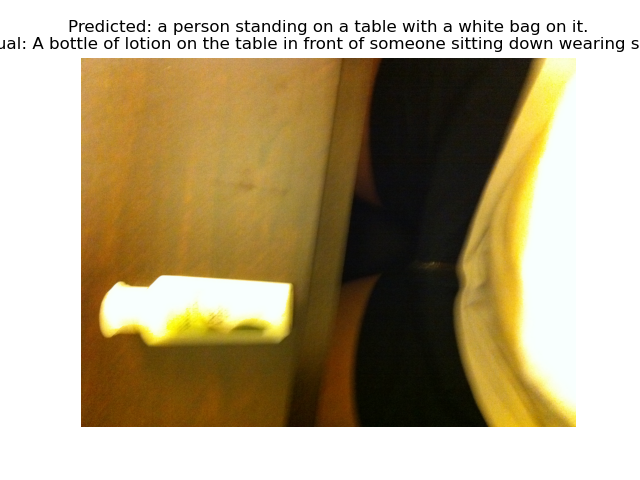 Predicted: a person standing on a table with a white bag on it.
ual: A bottle of lotion on the table in front of someone sitting down wearing s